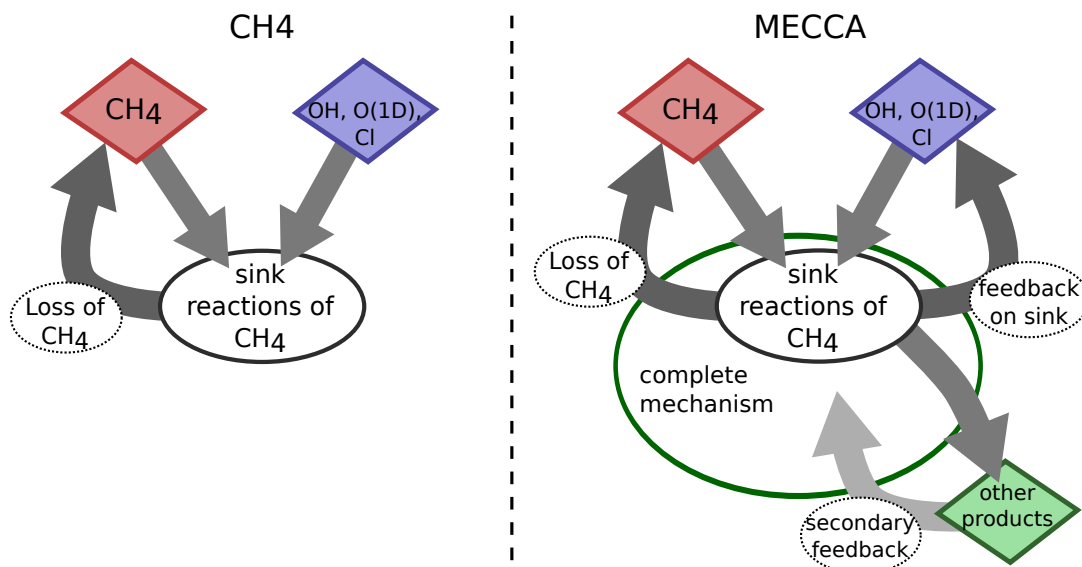 CH4
CH4
OH, O(1D),
Cl
sink
reactions of
CH4
Loss of
CH4
MECCA
CH4
OH, O(1D),
Cl
sink
reactions of
CH4
Loss of
CH4
feedback
on sink
complete
mechanism
other
products
secondary
feedback